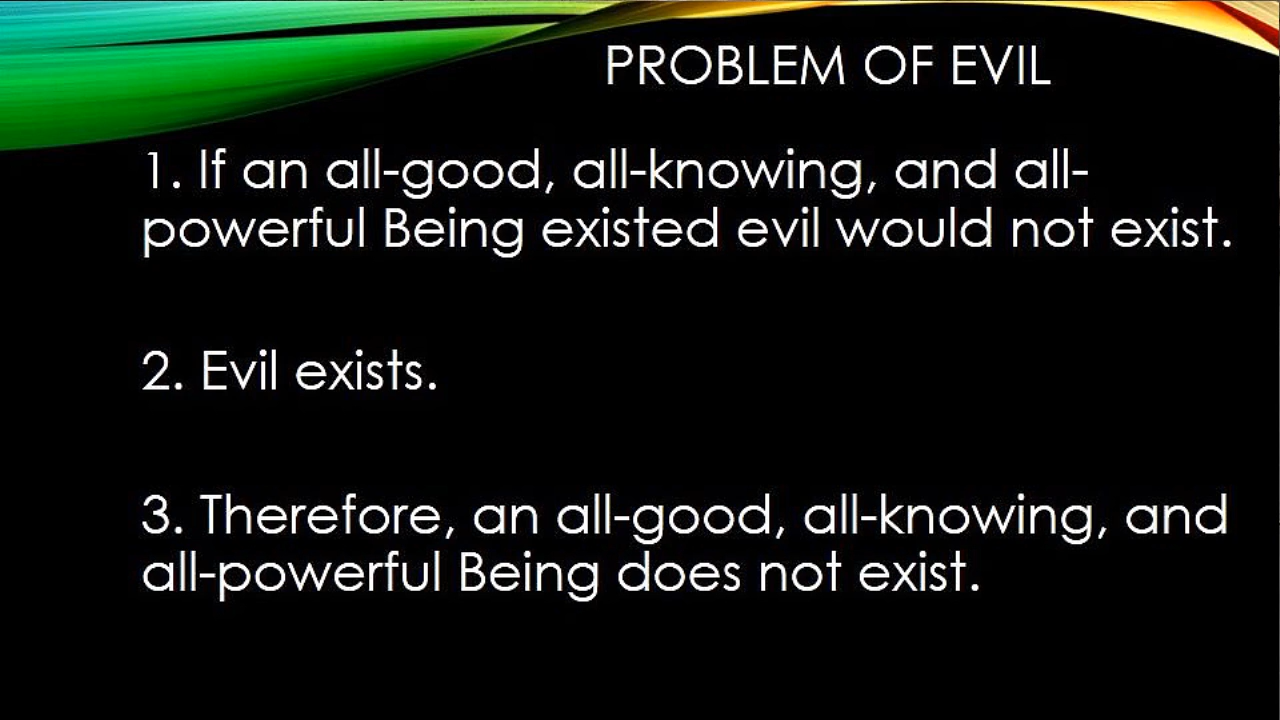 PROBLEM OF EVIL
1. If an all-good, all-knowing, and all-
powerful Being existed evil would not exist.
2. Evil exists.
3. Therefore, an all-good, all-knowing, and
all-powerful Being does not exist.